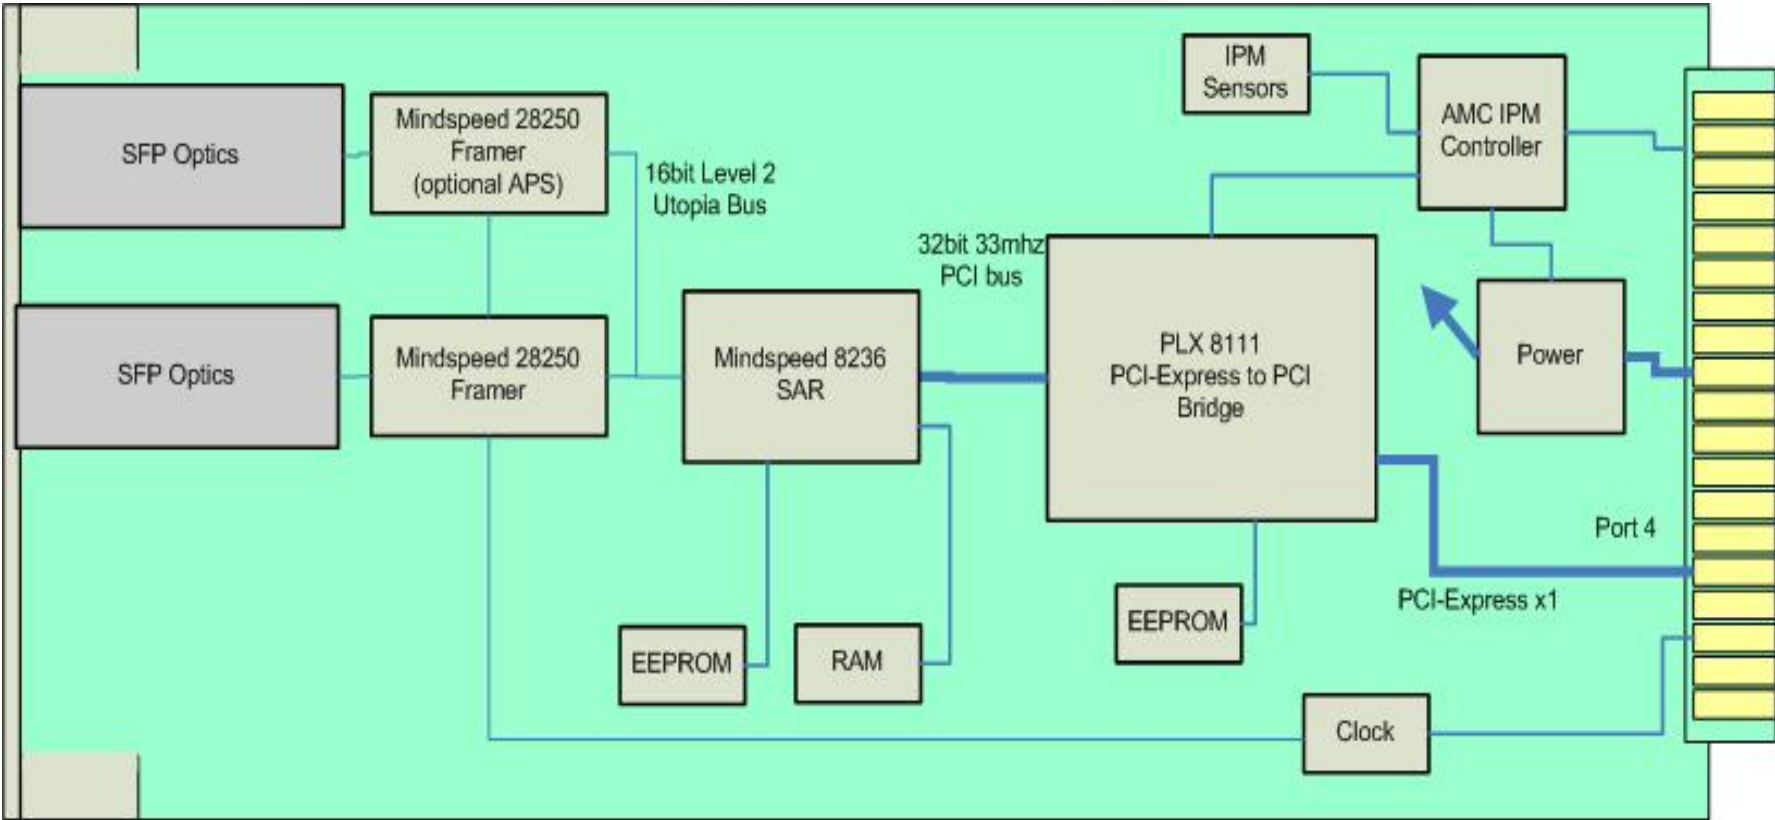 IPM
Sensors
AMC IPM
Controller
SFP Optics
Mindspeed 28250
Framer
(optional APS)
16bit Level 2
Utopia Bus
32bit 33mhz
PCI bus
SFP Optics
Mindspeed 28250
Framer
Mindspeed 8236
SAR
PLX 8111
PCI-Express to PCI
Bridge
Power
Port 4
PCI-Express x1
EEPROM
RAM
EEPROM
Clock